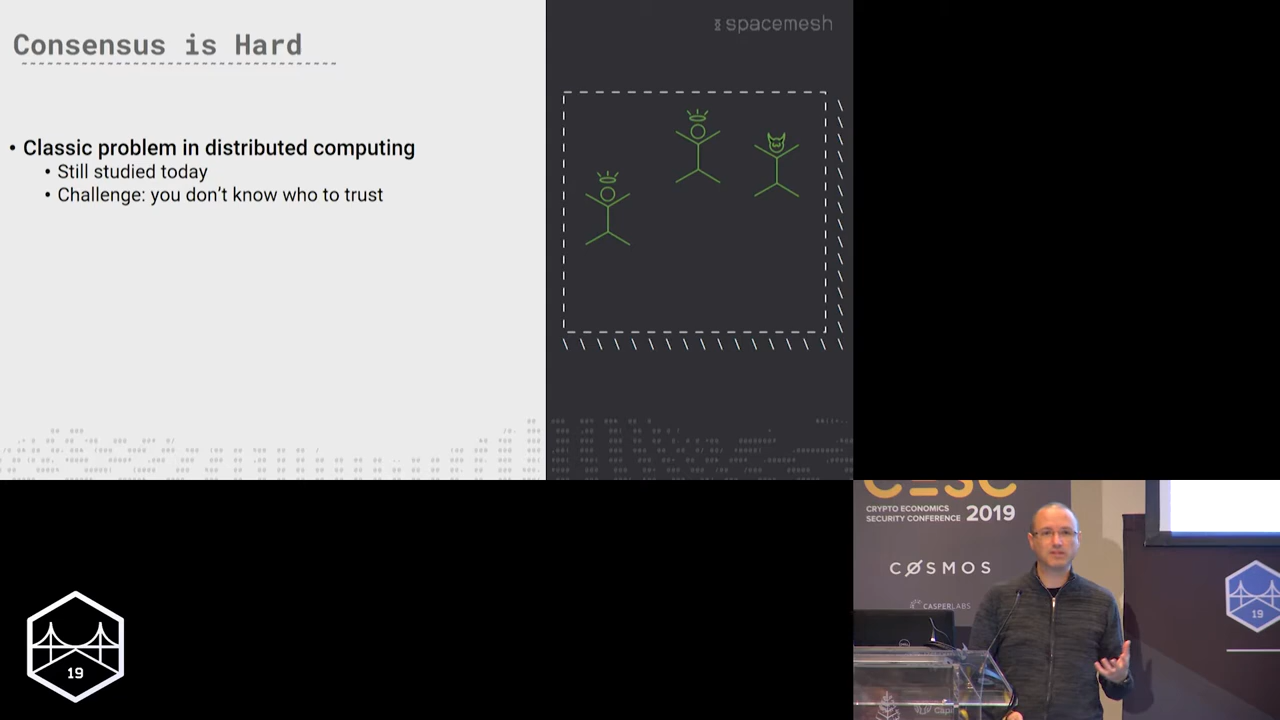 Consensus is Hard
• Classic problem in distributed computing
• Still studied today
• Challenge: you don't know who to trust
spacemesh
CESC
CRYPTO ECONOMICS
SECURITY CONFERENCE 2019
COSMOS
CASPERLABS
19
19